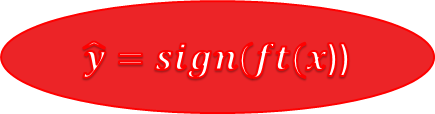 ŷ = sign(ft(x))